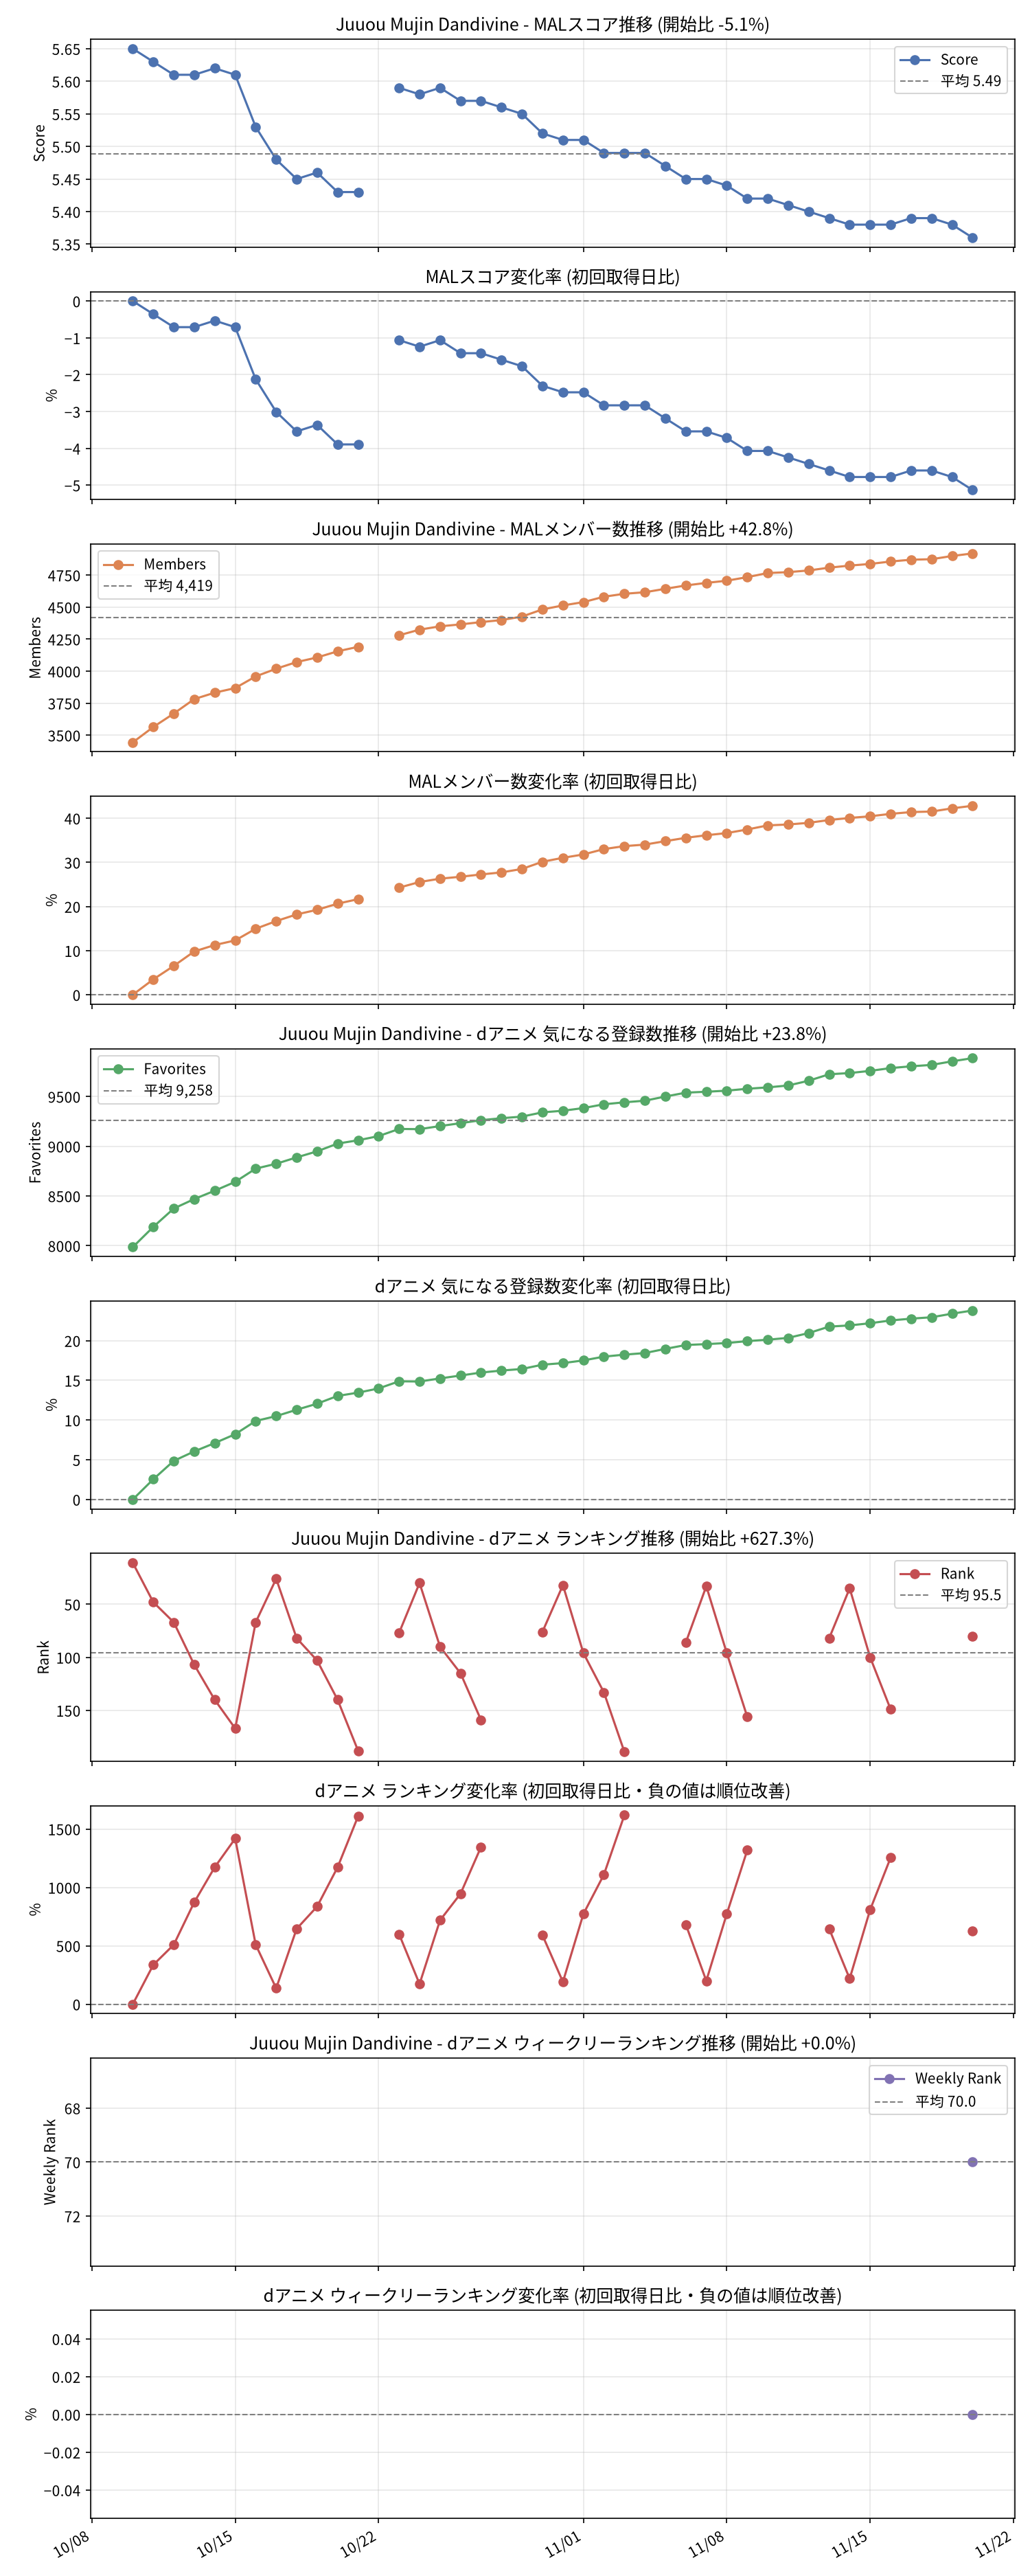 Juuou Mujin Dandivine - MALスコア推移 (開始比 -5.1%)
5.65
5.60
5.55
5.50
5.45
5.40
5.35
Score
Score
平均 5.49
MALスコア変化率 (初回取得日比)
0
−1
−2
−3
−4
−5
%
Juuou Mujin Dandivine - MALメンバー数推移 (開始比 +42.8%)
4750
4500
4250
4000
3750
3500
Members
Members
平均 4,419
MALメンバー数変化率 (初回取得日比)
40
30
20
10
0
%
Juuou Mujin Dandivine - dアニメ 気になる登録数推移 (開始比 +23.8%)
9500
9000
8500
8000
Favorites
Favorites
平均 9,258
dアニメ 気になる登録数変化率 (初回取得日比)
20
15
10
5
0
%
Juuou Mujin Dandivine - dアニメ ランキング推移 (開始比 +627.3%)
50
100
150
Rank
Rank
平均 95.5
dアニメ ランキング変化率 (初回取得日比・負の値は順位改善)
1500
1000
500
0
%
Juuou Mujin Dandivine - dアニメ ウィークリーランキング推移 (開始比 +0.0%)
68
70
72
Weekly Rank
Weekly Rank
平均 70.0
dアニメ ウィークリーランキング変化率 (初回取得日比・負の値は順位改善)
0.04
0.02
0.00
−0.02
−0.04
%
10/08
10/15
10/22
11/01
11/08
11/15
11/22